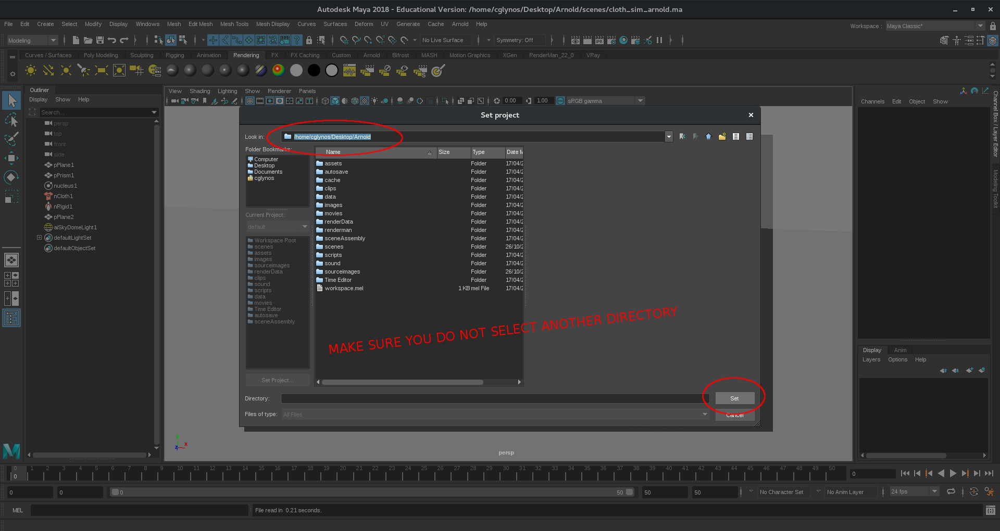 Autodesk Maya 2018 - Educational Version: /home/cglynos/Desktop/Arnold/scenes/cloth_sim_arnold.ma
File Edit Create Select Modify Display Windows Mesh Edit Mesh Mesh Tools Mesh Display Curves Surfaces Deform UV Generate Cache Arnold Help
Workspace : Maya Classic*
Modeling No Live Surface Symmetry: Off
Curves / Surfaces Poly Modeling Sculpting Rigging Animation Rendering FX FX Caching Custom Arnold Bifrost MASH Motion Graphics XGen RenderMan_22_0 VRay
Outliner
Display Show Help
Search...
persp
top
front
side
pPlane1
pPrism1
nucleus1
nCloth1
nRigid1
pPlane2
aiSkyDomeLight1
defaultLightSet
defaultObjectSet
View Shading Lighting Show Renderer Panels
0.00 1.00 sRGB gamma
Set project
Look in: /home/cglynos/Desktop/Arnold
Folder Bookmarks:
Computer
Desktop
Documents
cglynos
Current Project:
default
Workspace Root
scenes
assets
images
sourceimages
renderData
clips
sound
scripts
data
movies
Time Editor
autosave
sceneAssembly
Set Project...
Name Size Type Date M
assets Folder 17/04/2
autosave Folder 17/04/2
cache Folder 17/04/2
clips Folder 17/04/2
data Folder 17/04/2
images Folder 17/04/2
movies Folder 17/04/2
renderData Folder 17/04/2
renderman Folder 17/04/2
sceneAssembly Folder 17/04/2
scenes Folder 26/10/2
scripts Folder 17/04/2
sound Folder 17/04/2
sourceimages Folder 26/10/2
Time Editor Folder 17/04/2
workspace.mel 1 KB mel File 17/04/2
MAKE SURE YOU DO NOT SELECT ANOTHER DIRECTORY
Directory: Set
Files of type: All Files Cancel
persp
Y
Z X
Channels Edit Object Show
Channel Box / Layer Editor
Modeling Toolkit
Display Anim
Layers Options Help
0 1 2 3 4 5 6 7 8 9 10 11 12 13 14 15 16 17 18 19 20 21 22 23 24 25 26 27 28 29 30 31 32 33 34 35 36 37 38 39 40 41 42 43 44 45 46 47 48 49 50
0 0
0 0 0 50 50 50 No Character Set No Anim Layer 24 fps
MEL File read in 0.21 seconds.